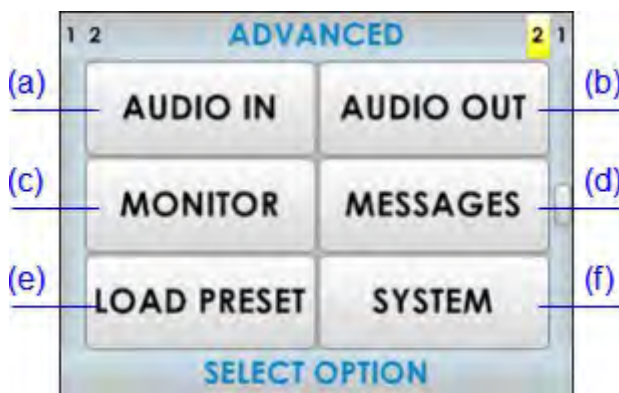 1 2 ADVANCED 2 1
(a) AUDIO IN AUDIO OUT (b)
(c) MONITOR MESSAGES (d)
(e) LOAD PRESET SYSTEM (f)
SELECT OPTION